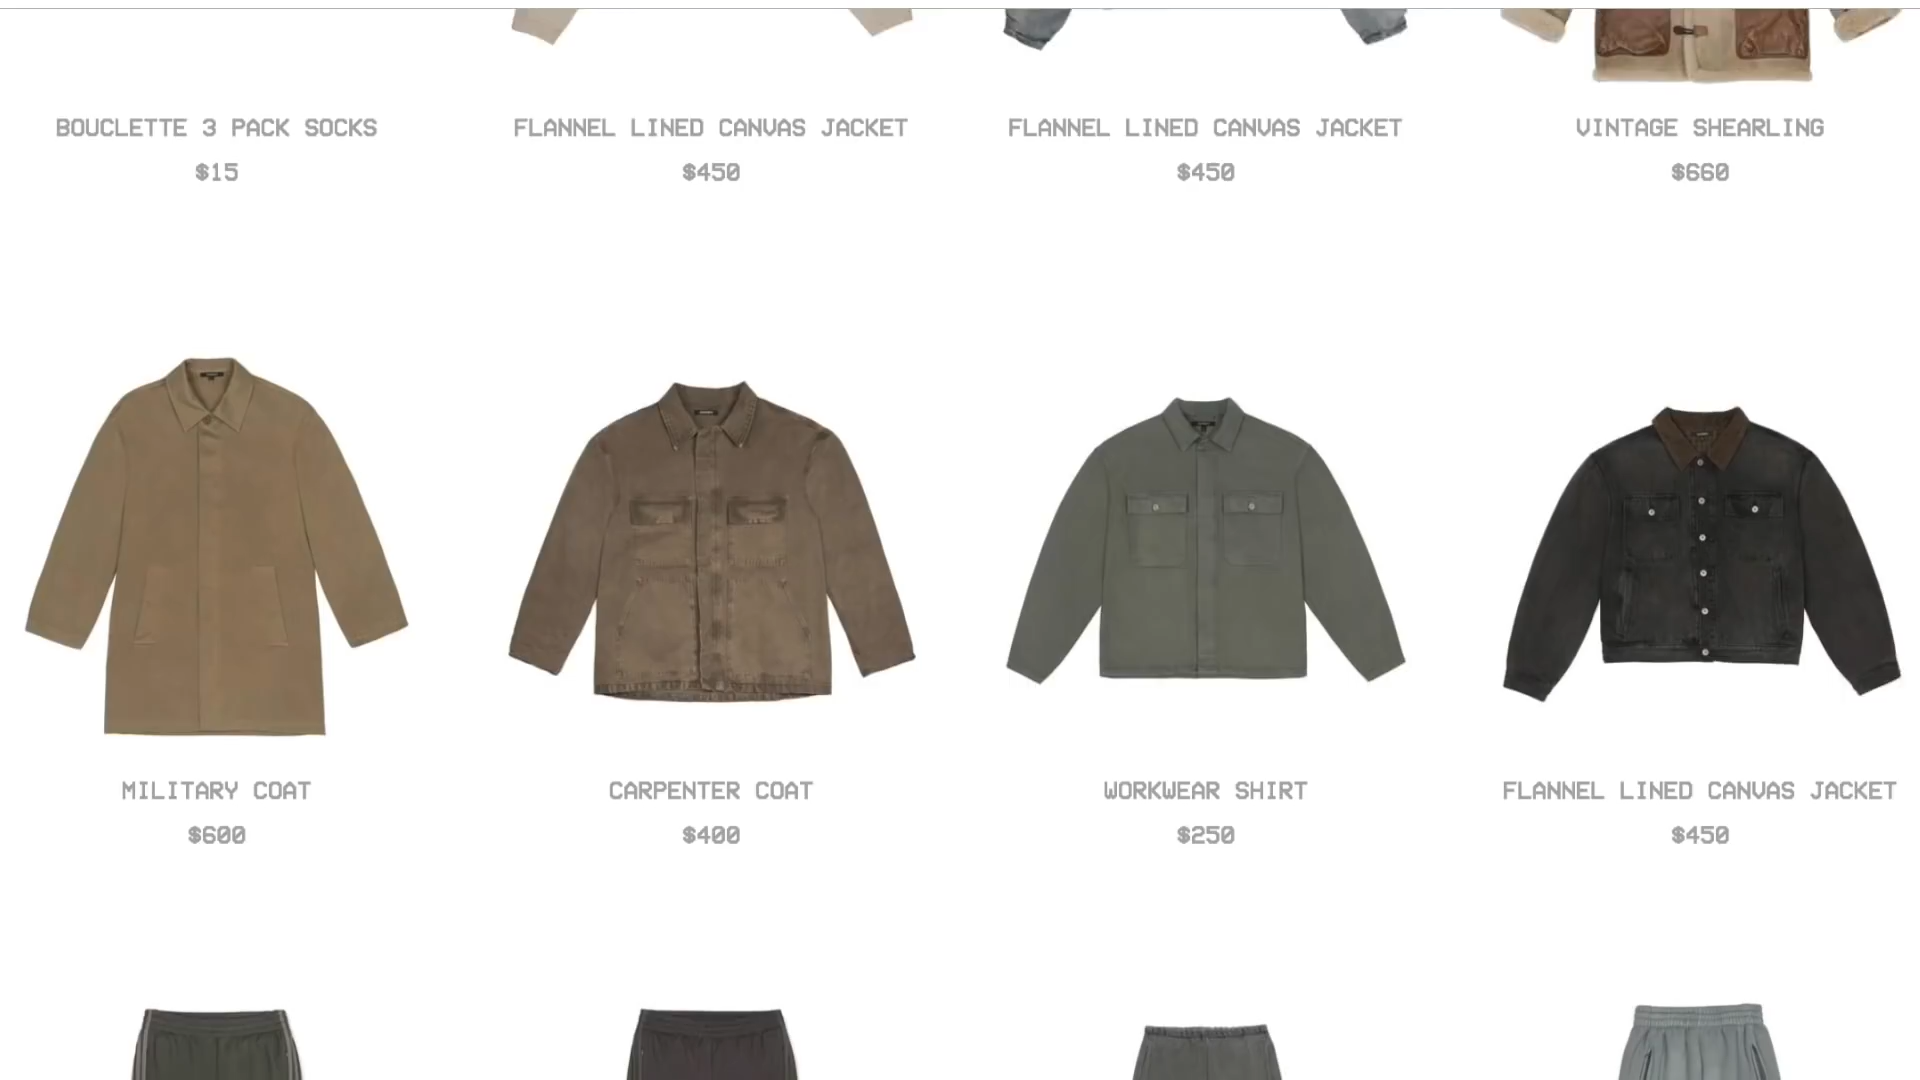 BOUCLETTE 3 PACK SOCKS
$15
FLANNEL LINED CANVAS JACKET
$450
FLANNEL LINED CANVAS JACKET
$450
VINTAGE SHEARLING
$660
MILITARY COAT
$600
CARPENTER COAT
$400
WORKWEAR SHIRT
$250
FLANNEL LINED CANVAS JACKET
$450